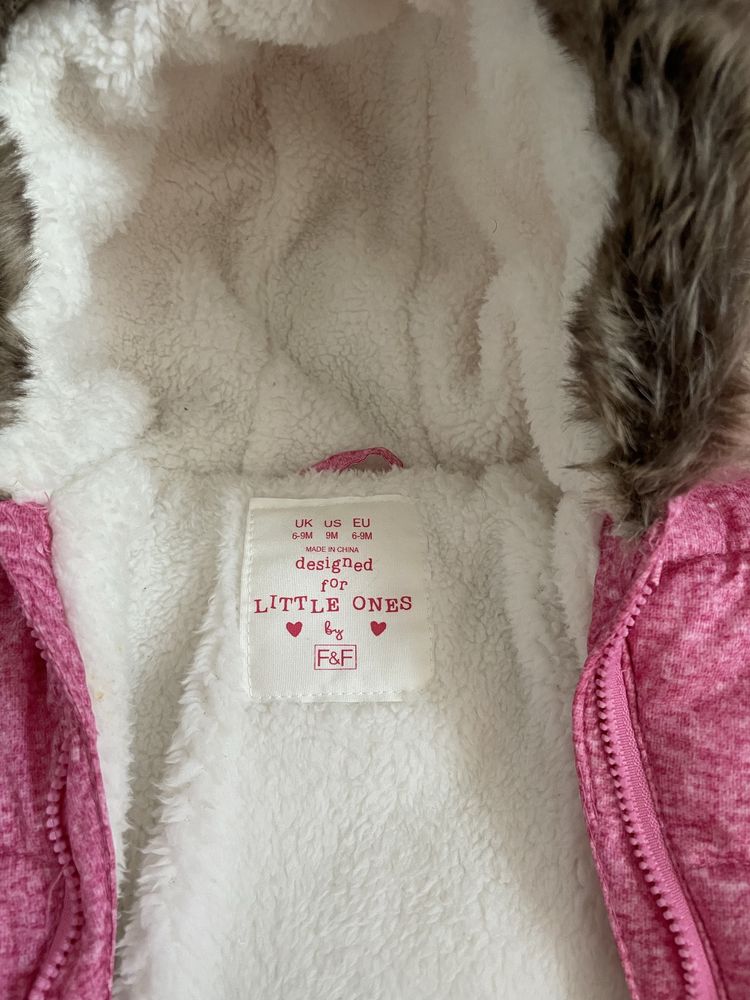 UK US EU
6-9M 9M 6-9M
MADE IN CHINA
designed
for
LITTLE ONES
by
F&F